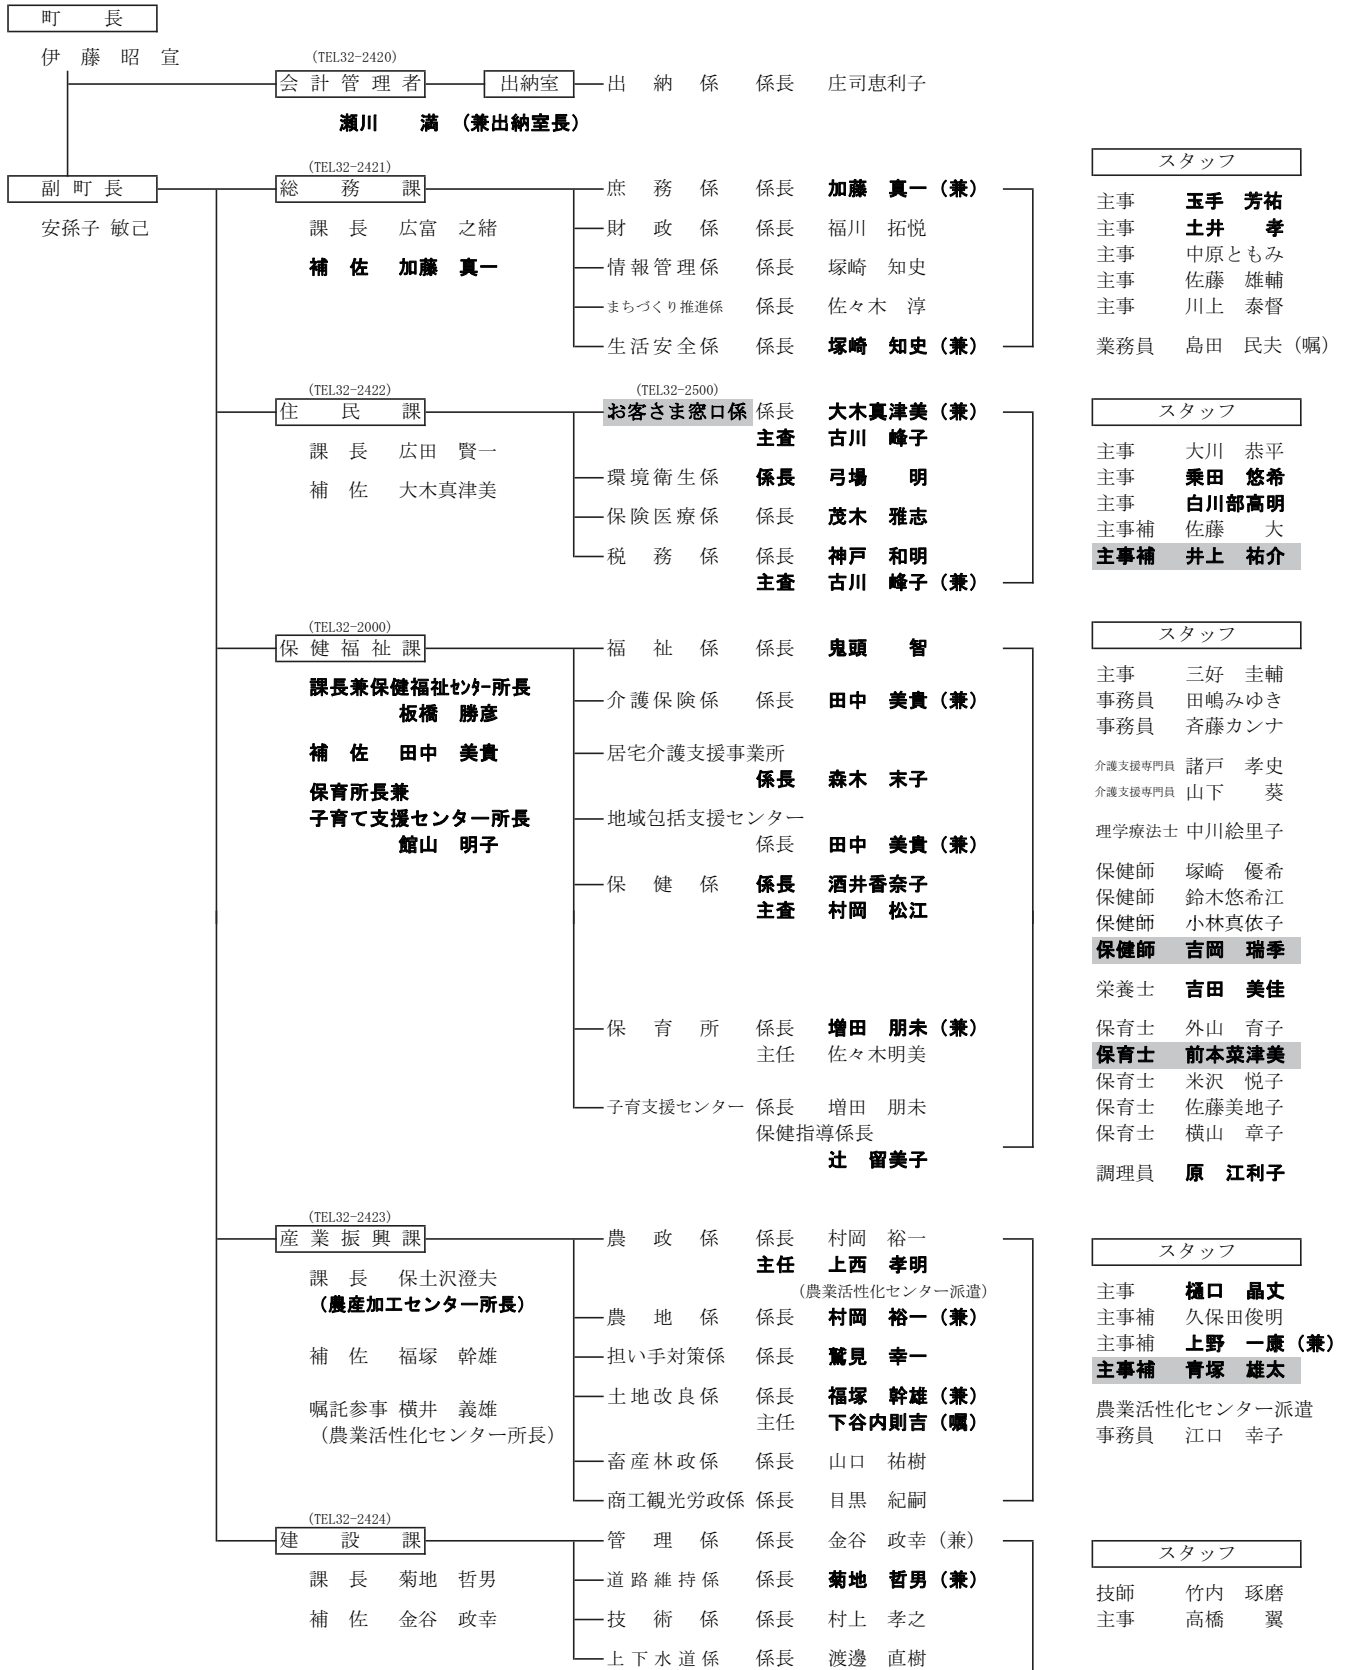 町長
伊藤昭宣
(TEL32-2420)
会計管理者 出納室 出納係 係長 庄司恵利子
瀬川 満 （兼出納室長）
スタッフ
(TEL32-2421)
副町長 総務課 庶務係 係長 加藤 真一（兼）
主事 玉手 芳祐
安孫子 敏己 課長 広富 之緒 財政係 係長 福川 拓悦
主事 土井 孝
主事 中原ともみ
補佐 加藤 真一 情報管理係 係長 塚崎 知史
主事 佐藤 雄輔
まちづくり推進係 係長 佐々木 淳 主事 川上 泰督
生活安全係 係長 塚崎 知史（兼） 業務員 島田 民夫（嘱）
(TEL32-2422) (TEL32-2500)
住民課 お客さま窓口係 係長 大木真津美（兼） スタッフ
主査 古川 峰子
課長 広田 賢一 主事 大川 恭平
環境衛生係 係長 弓場 明 主事 乗田 悠希
補佐 大木真津美 主事 白川部高明
保険医療係 係長 茂木 雅志
主事補 佐藤 大
税務係 係長 神戸 和明 主事補 井上 祐介
主査 古川 峰子（兼）
(TEL32-2000)
スタッフ
保健福祉課 福祉係 係長 鬼頭 智
主事 三好 圭輔
課長兼保健福祉ｾﾝﾀｰ所長
板橋 勝彦 介護保険係 係長 田中 美貴（兼） 事務員 田嶋みゆき
事務員 斉藤カンナ
補佐 田中 美貴 居宅介護支援事業所
介護支援専門員 諸戸 孝史
係長 森木 末子
保育所長兼 介護支援専門員 山下 葵
子育て支援センター所長 地域包括支援センター
理学療法士 中川絵里子
館山 明子 係長 田中 美貴（兼）
保健師 塚崎 優希
保健係 係長 酒井香奈子
保健師 鈴木悠希江
主査 村岡 松江
保健師 小林真依子
保健師 吉岡 瑞季
栄養士 吉田 美佳
保育所 係長 増田 朋未（兼） 保育士 外山 育子
主任 佐々木明美 保育士 前本菜津美
保育士 米沢 悦子
子育支援センター 係長 増田 朋未 保育士 佐藤美地子
保健指導係長 保育士 横山 章子
辻 留美子
調理員 原 江利子
(TEL32-2423)
産業振興課 農政係 係長 村岡 裕一
スタッフ
主任 上西 孝明
課長 保土沢澄夫 （農業活性化センター派遣） 主事 樋口 晶丈
（農産加工センター所長）
農地係 係長 村岡 裕一（兼） 主事補 久保田俊明
主事補 上野 一康（兼）
補佐 福塚 幹雄 担い手対策係 係長 鷲見 幸一
主事補 青塚 雄太
土地改良係 係長 福塚 幹雄（兼）
嘱託参事 横井 義雄 農業活性化センター派遣
主任 下谷内則吉（嘱）
（農業活性化センター所長） 事務員 江口 幸子
畜産林政係 係長 山口 祐樹
商工観光労政係 係長 目黒 紀嗣
(TEL32-2424)
建設課 管理係 係長 金谷 政幸（兼）
スタッフ
課長 菊地 哲男 道路維持係 係長 菊地 哲男（兼）
技師 竹内 琢磨
補佐 金谷 政幸 技術係 係長 村上 孝之 主事 高橋 翼
上下水道係 係長 渡邊 直樹